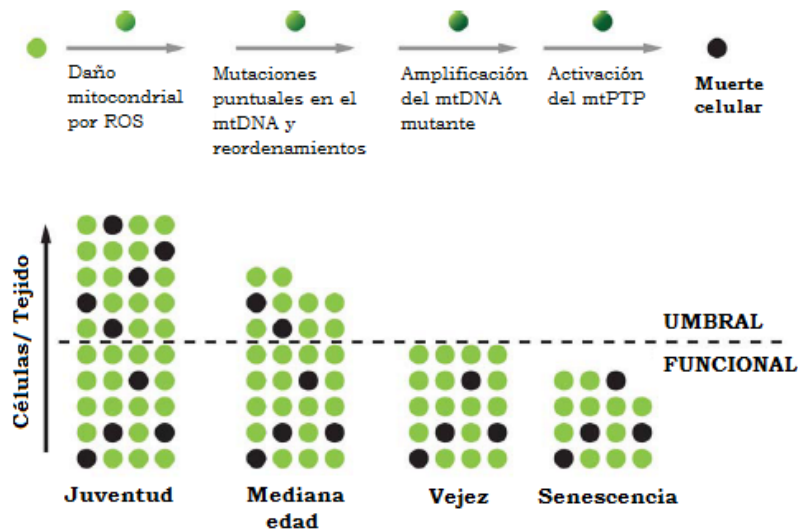 Daño
mitocondrial
por ROS
Mutaciones
puntuales en el
mtDNA y
reordenamientos
Amplificación
del mtDNA
mutante
Activación
del mtPTP
Muerte
celular
Células/ Tejido
UMBRAL
FUNCIONAL
Juventud
Mediana
edad
Vejez
Senescencia